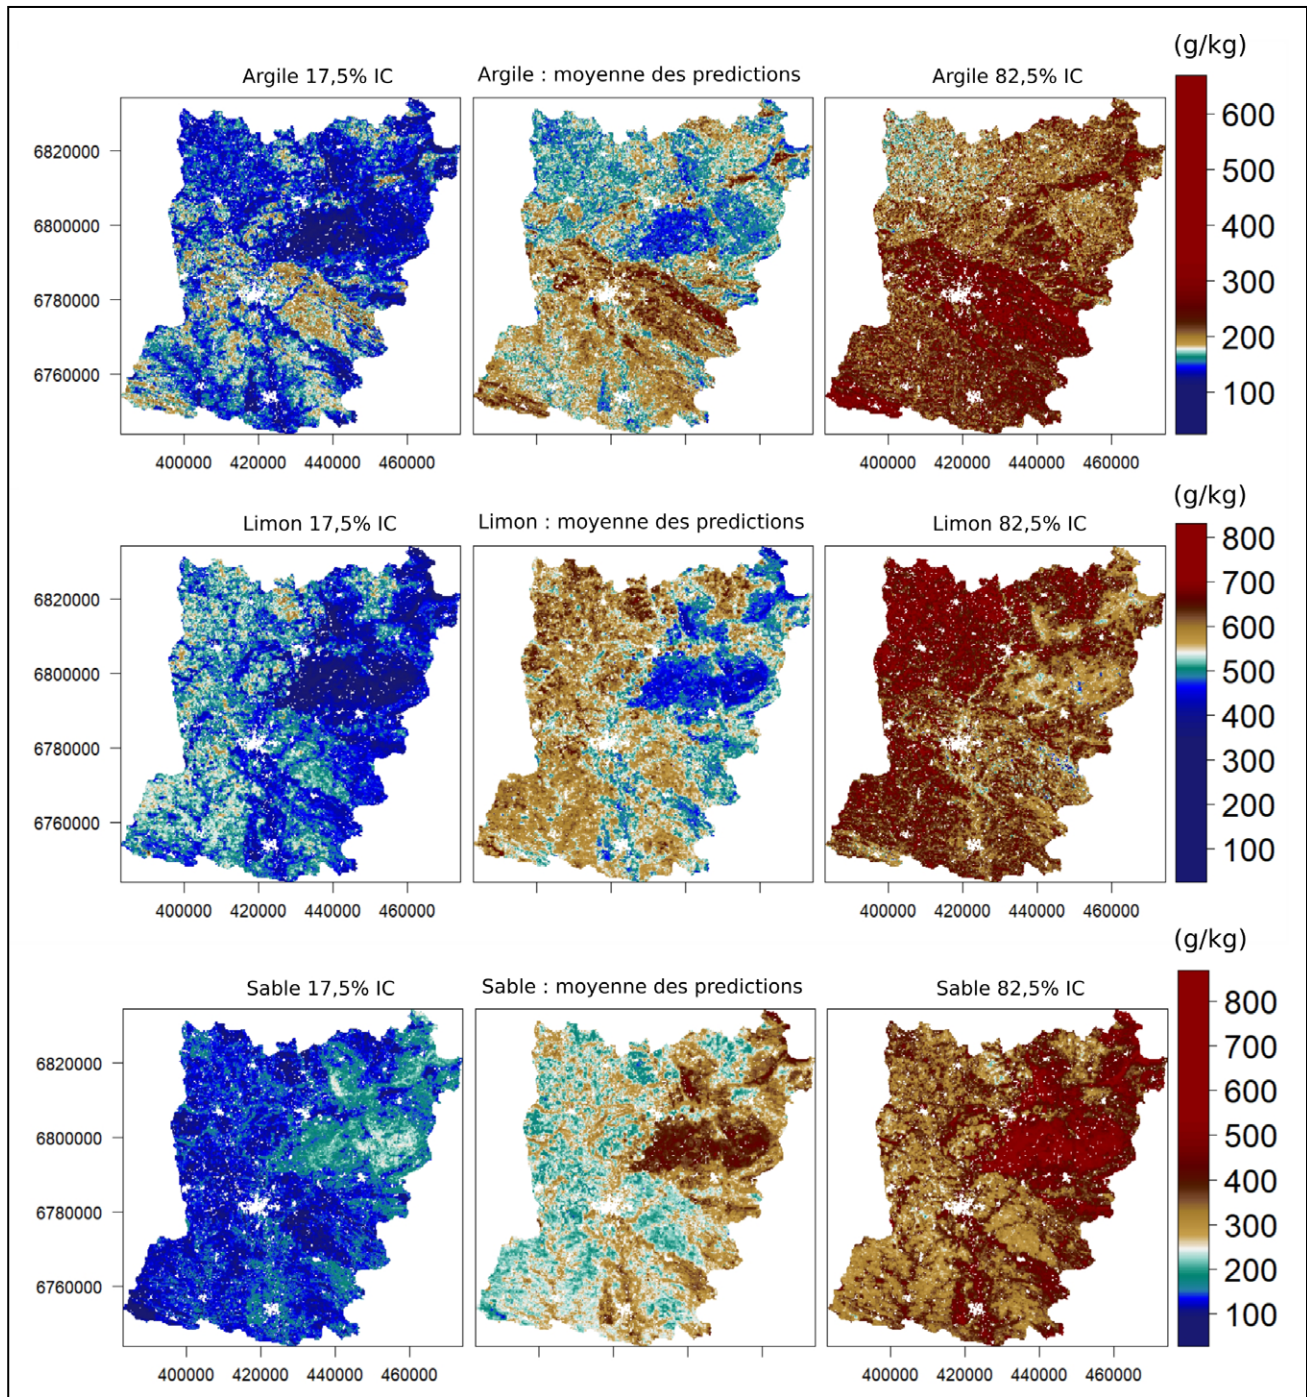 (g/kg)
Argile 17,5% IC
Argile : moyenne des predictions
Argile 82,5% IC
6820000
6800000
6780000
6760000
600
500
400
300
200
100
400000 420000 440000 460000
400000 420000 440000 460000
(g/kg)
Limon 17,5% IC
Limon : moyenne des predictions
Limon 82,5% IC
6820000
6800000
6780000
6760000
800
700
600
500
400
300
200
100
400000 420000 440000 460000
400000 420000 440000 460000
(g/kg)
Sable 17,5% IC
Sable : moyenne des predictions
Sable 82,5% IC
6820000
6800000
6780000
6760000
800
700
600
500
400
300
200
100
400000 420000 440000 460000
400000 420000 440000 460000